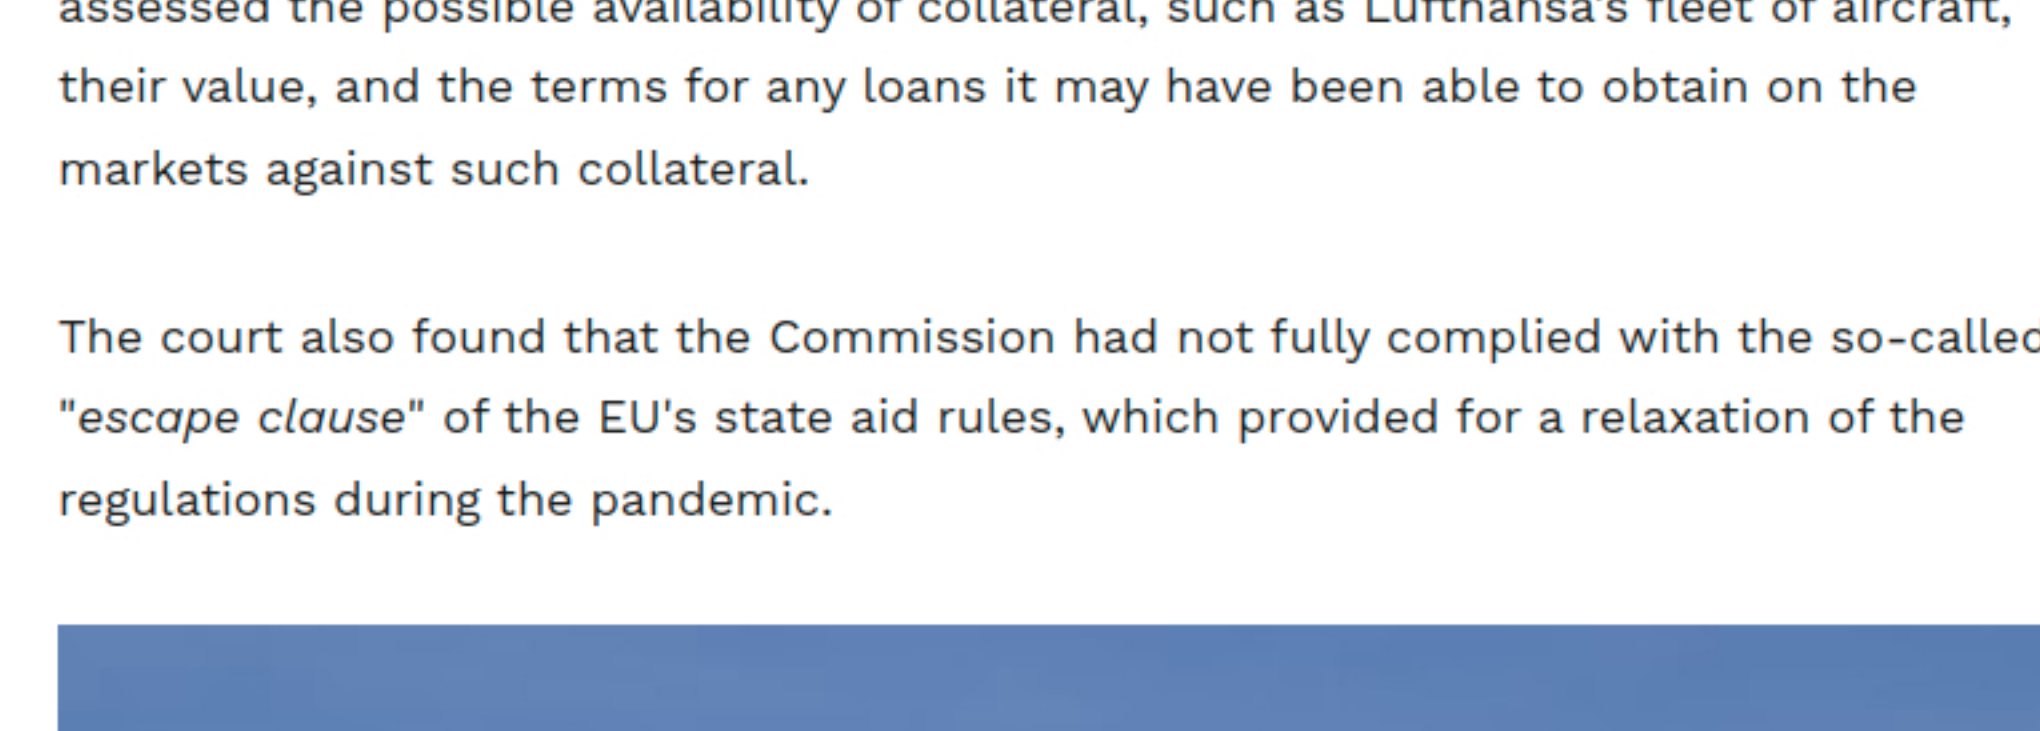 assessed the possible availability of collateral, such as Lufthansa's fleet of aircraft,
their value, and the terms for any loans it may have been able to obtain on the
markets against such collateral.
The court also found that the Commission had not fully complied with the so-called
"escape clause" of the EU's state aid rules, which provided for a relaxation of the
regulations during the pandemic.